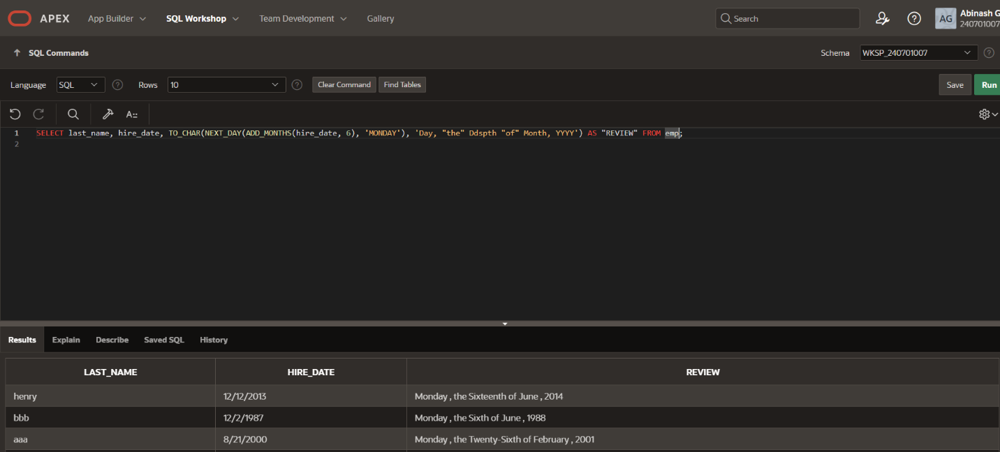 APEX App Builder SQL Workshop Team Development Gallery Search ? AG Abinash G
240701007
SQL Commands Schema WKSP_240701007 ?
Language SQL ? Rows 10 ? Clear Command Find Tables Save Run
A::
1 SELECT last_name, hire_date, TO_CHAR(NEXT_DAY(ADD_MONTHS(hire_date, 6), 'MONDAY'), 'Day, "the" Ddspth "of" Month, YYYY') AS "REVIEW" FROM emp;
2
Results Explain Describe Saved SQL History
LAST_NAME HIRE_DATE REVIEW
henry 12/12/2013 Monday , the Sixteenth of June , 2014
bbb 12/2/1987 Monday , the Sixth of June , 1988
aaa 8/21/2000 Monday , the Twenty-Sixth of February , 2001